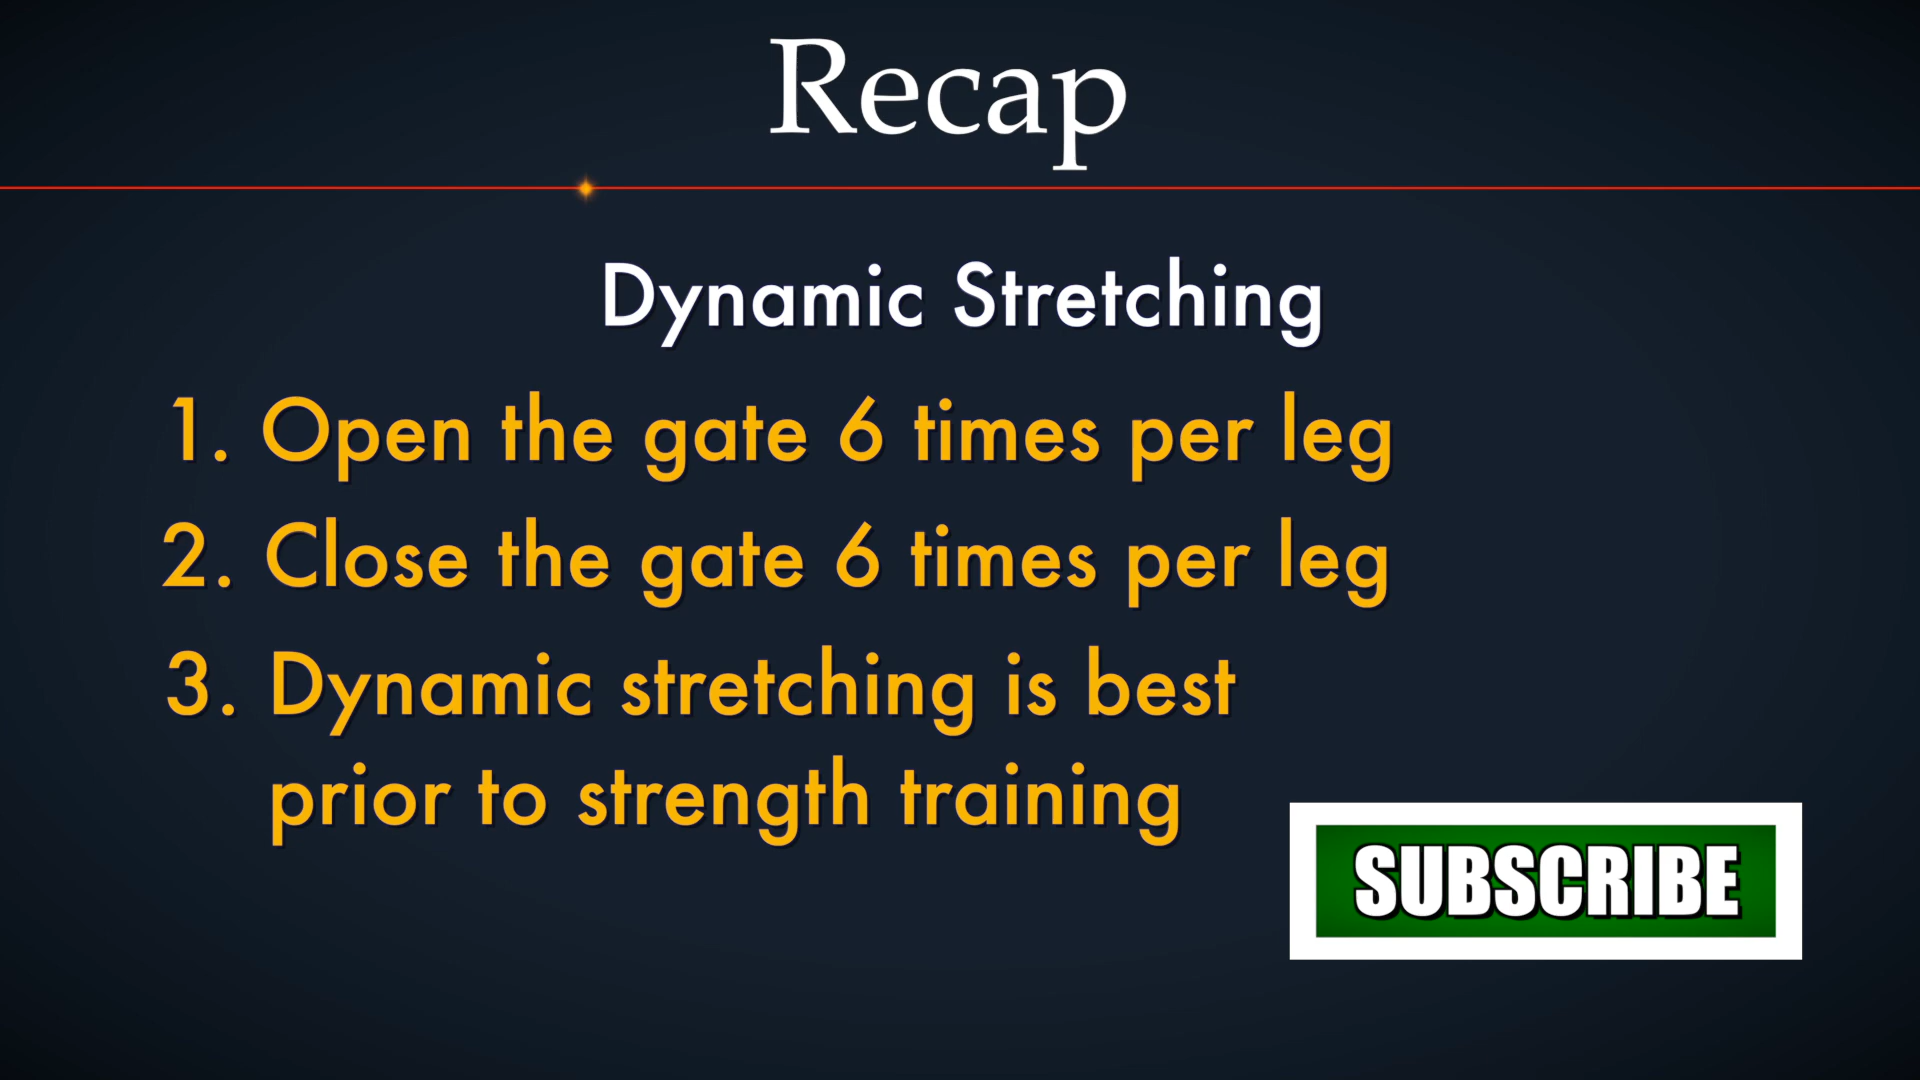 Recap
Dynamic Stretching
1. Open the gate 6 times per leg
2. Close the gate 6 times per leg
3. Dynamic stretching is best
prior to strength training
SUBSCRIBE